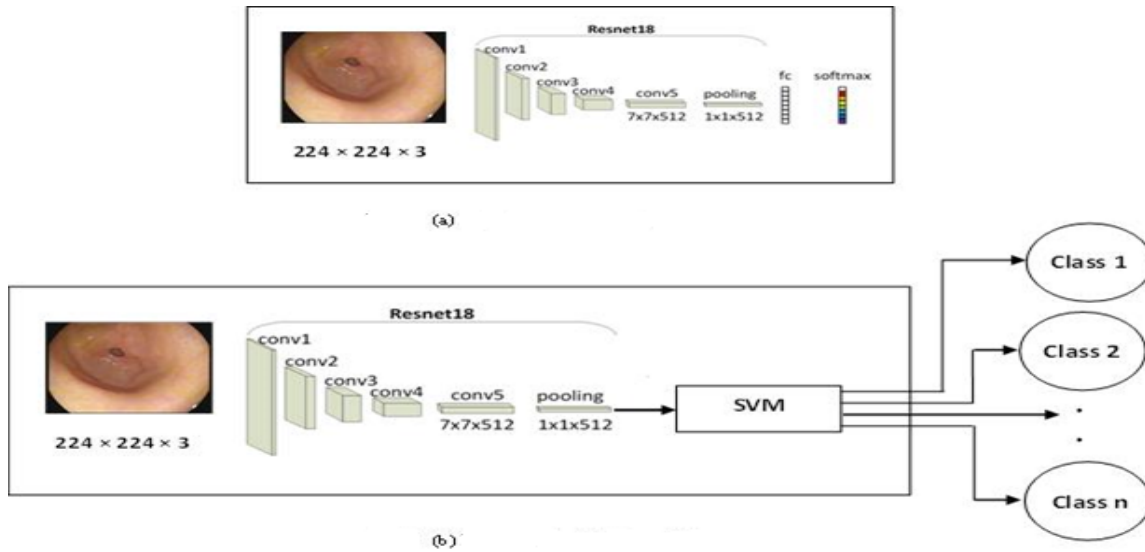 Resnet18
conv1
conv2
conv3
conv4
conv5
pooling
fc
softmax
7x7x512
1x1x512
224 × 224 × 3
(a)
Class 1
Resnet18
conv1
conv2
conv3
conv4
conv5
pooling
7x7x512
1x1x512
SVM
Class 2
224 × 224 × 3
Class n
(b)